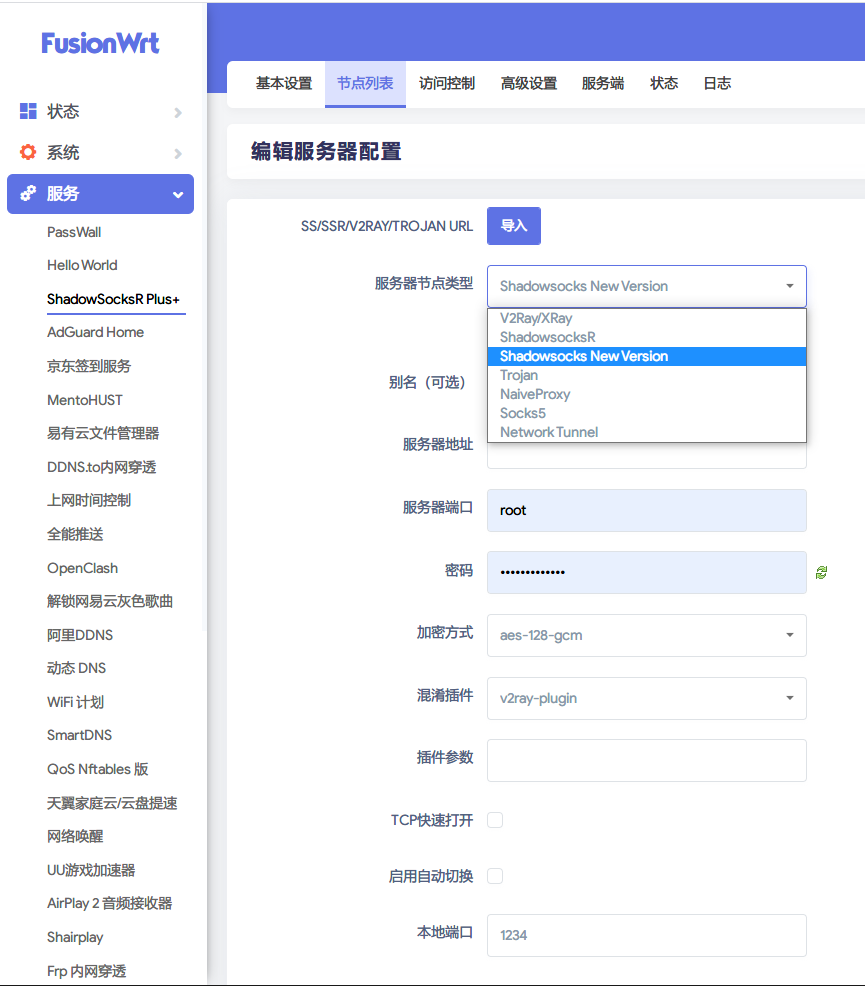 FusionWrt
状态
系统
服务
PassWall
Hello World
ShadowSocksR Plus+
AdGuard Home
京东签到服务
MentoHUST
易有云文件管理器
DDNS.to内网穿透
上网时间控制
全能推送
OpenClash
解锁网易云灰色歌曲
阿里DDNS
动态 DNS
WiFi 计划
SmartDNS
QoS Nftables 版
天翼家庭云/云盘提速
网络唤醒
UU游戏加速器
AirPlay 2 音频接收器
Shairplay
Frp 内网穿透
基本设置 节点列表 访问控制 高级设置 服务端 状态 日志
编辑服务器配置
SS/SSR/V2RAY/TROJAN URL 导入
服务器节点类型 Shadowsocks New Version
V2Ray/XRay
ShadowsocksR
Shadowsocks New Version
Trojan
NaiveProxy
Socks5
Network Tunnel
别名（可选）
服务器地址
服务器端口 root
密码 •••••••••••••
加密方式 aes-128-gcm
混淆插件 v2ray-plugin
插件参数
TCP快速打开
启用自动切换
本地端口 1234